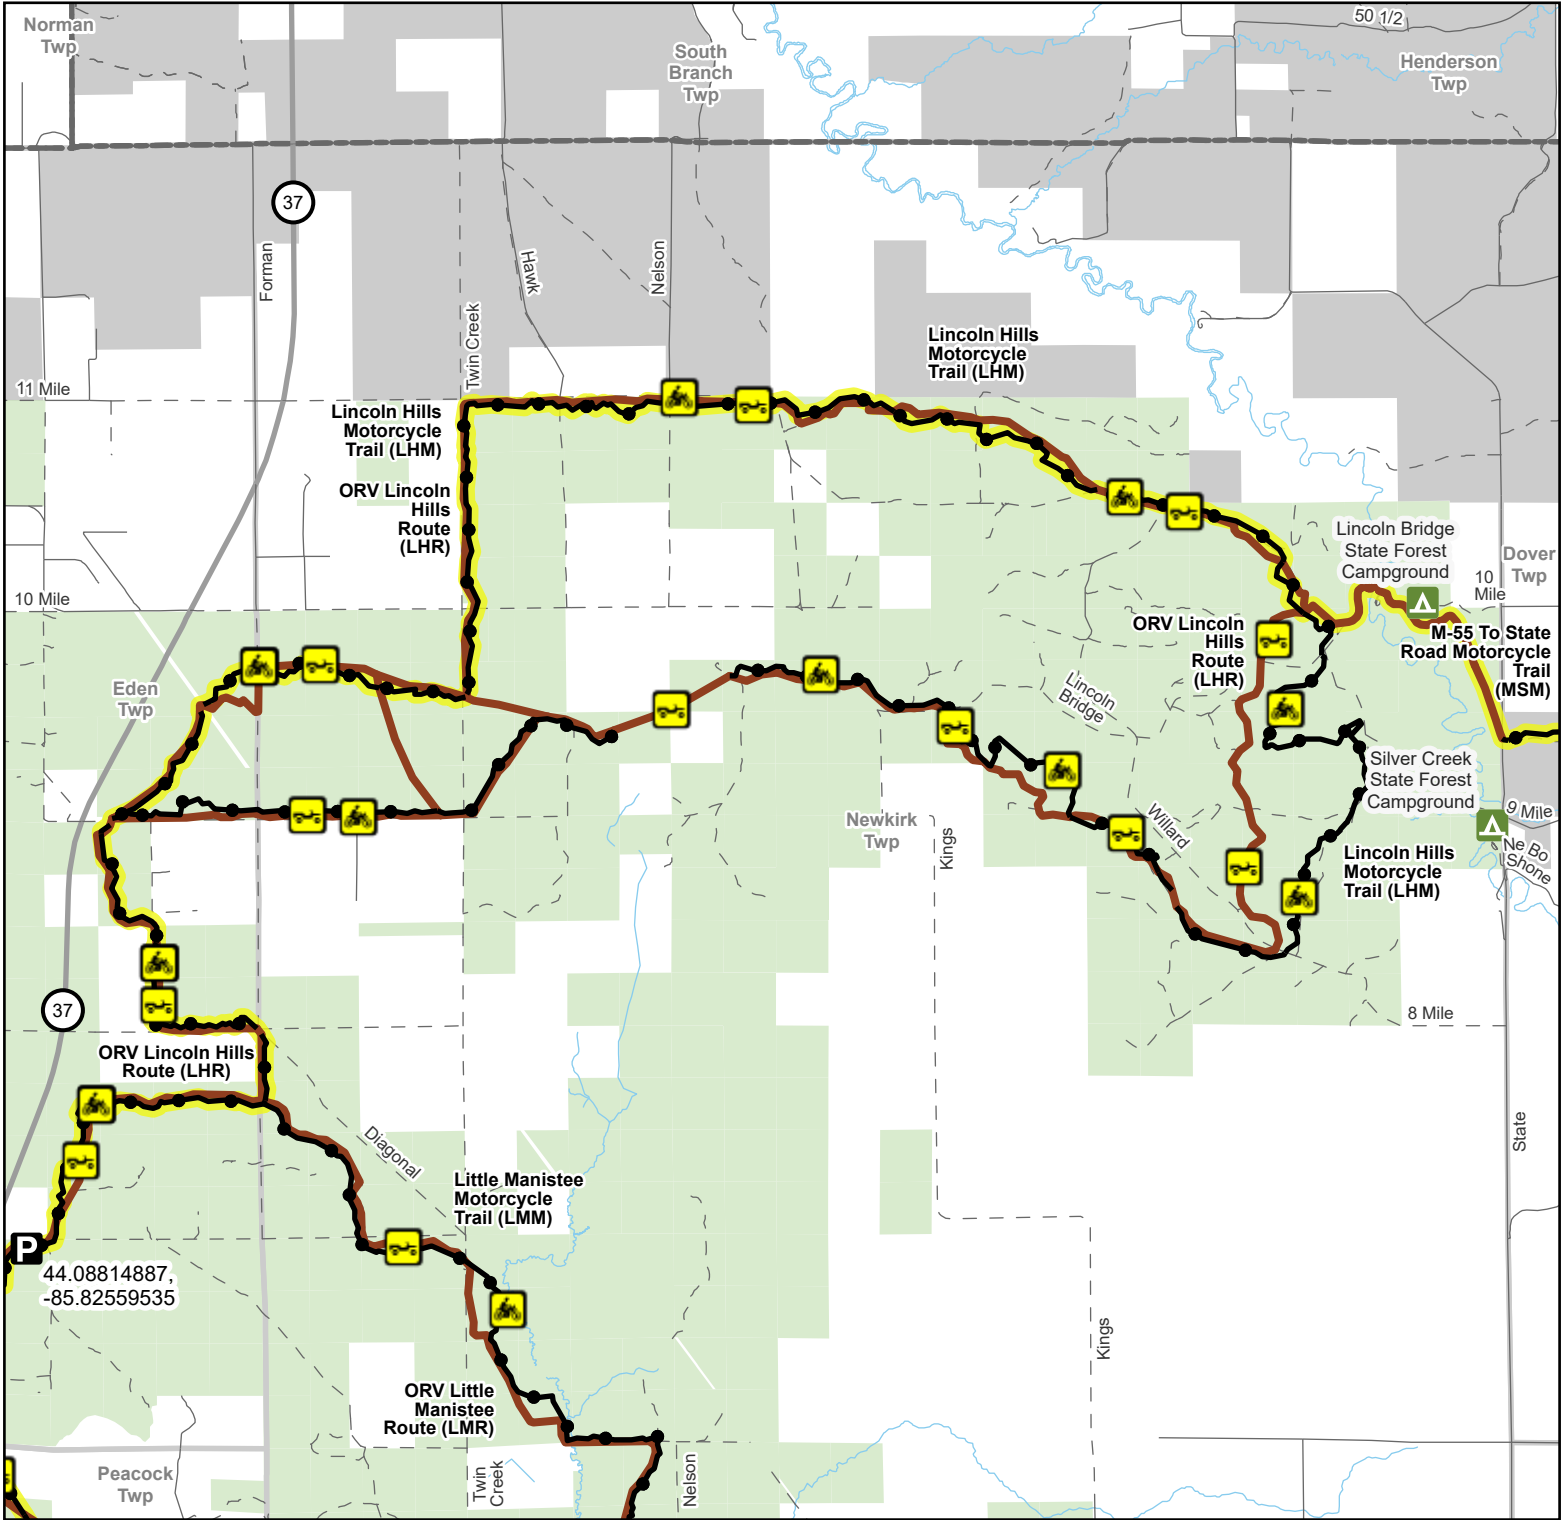 Norman
Twp
South
Branch
Twp
50 1/2
Henderson
Twp
37
Forman
Hawk
Nelson
Twin Creek
Lincoln Hills
Motorcycle
Trail (LHM)
11 Mile
Lincoln Hills
Motorcycle
Trail (LHM)
ORV Lincoln
Hills
Route
(LHR)
Lincoln Bridge
State Forest
Campground
Dover
Twp
10 Mile
10
Mile
ORV Lincoln
Hills
Route
(LHR)
M-55 To State
Road Motorcycle
Trail
(MSM)
Eden
Twp
Lincoln
Bridge
Silver Creek
State Forest
Campground
Newkirk
Twp
Kings
Willard
9 Mile
Ne Bo
Shone
Lincoln Hills
Motorcycle
Trail (LHM)
37
8 Mile
ORV Lincoln Hills
Route (LHR)
Diagonal
State
Little Manistee
Motorcycle
Trail (LMM)
P
44.08814887,
-85.82559535
Kings
ORV Little
Manistee
Route (LMR)
Peacock
Twp
Twin
Creek
Nelson